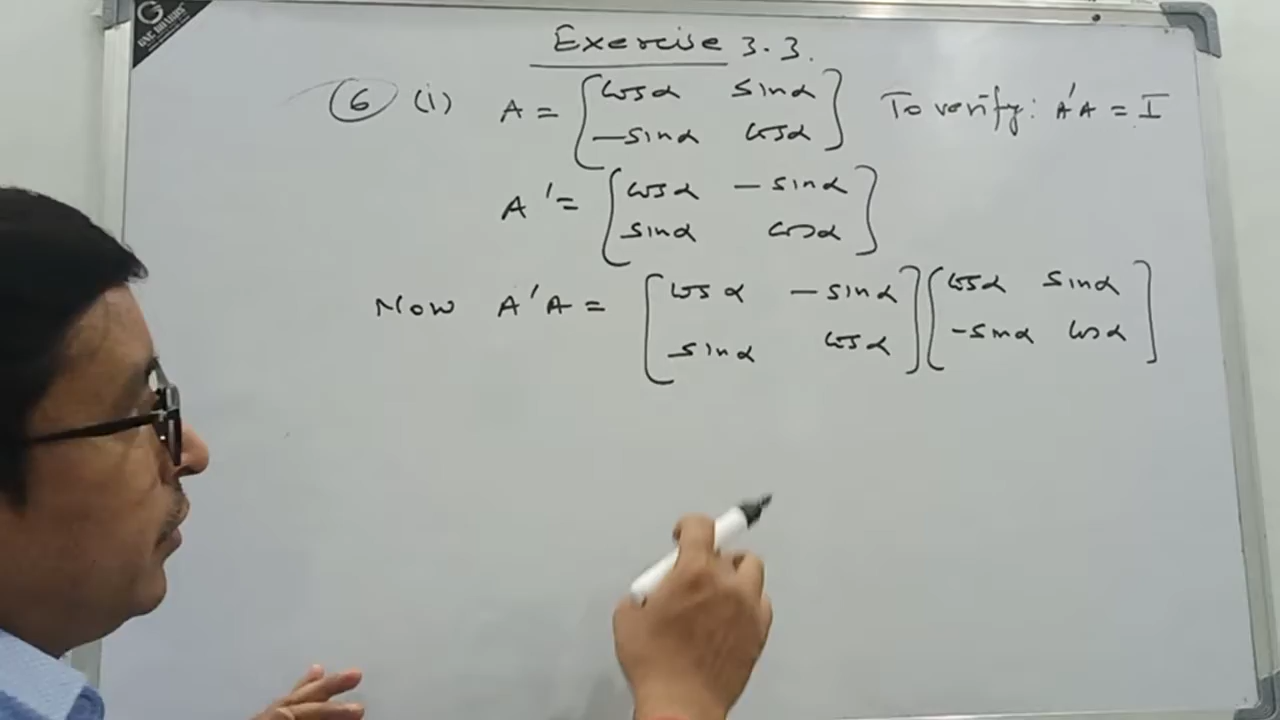 Exercise 3.3.
6 (i) A = [cosα sinα To verify: A'A = I
-sinα cosα]
A' = [cosα -sinα
sinα cosα]
Now A'A = [cosα -sinα] [cosα sinα]
[sinα cosα] [-sinα cosα]